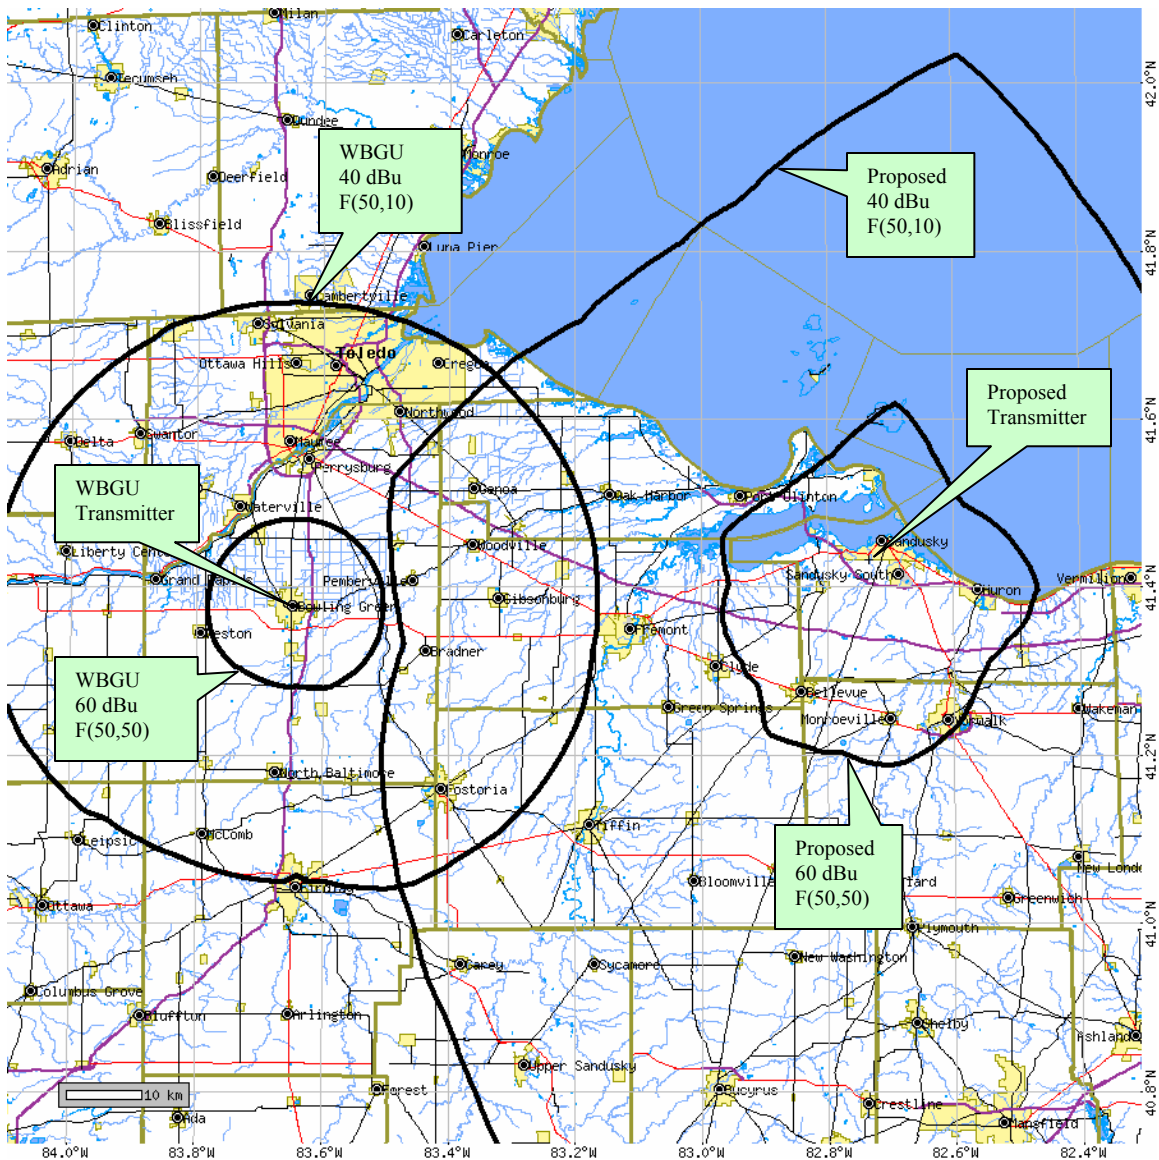 Clinton
Milan
Carleton
Tecumseh
42.0°N
Dundee
WBGU
40 dBu
F(50,10)
Monroe
Adrian
Deerfield
Proposed
40 dBu
F(50,10)
Blissfield
Luna Pier
41.8°N
Lambertville
Sylvania
Toledo
Ottawa Hills
Oregon
Proposed
Transmitter
Northwood
41.6°N
Delta
Swanton
Maumee
Perrysburg
WBGU
Transmitter
Genoa
Oak Harbor
Port Clinton
Waterville
Liberty Cent
Woodville
Sandusky
Grand Rapids
Pemberville
Sandusky South
Vermilion
41.4°N
Huron
Bowling Green
Gibsonburg
Weston
Fremont
Bradner
WBGU
60 dBu
F(50,50)
Clyde
Bellevue
Green Springs
Monroeville
Norwalk
Wakeman
41.2°N
North Baltimore
Fostoria
McComb
Leipsic
Tiffin
Proposed
60 dBu
F(50,50)
New Londo
Bloomville
llard
Findlay
Greenwich
Ottawa
41.0°N
Plymouth
Carey
Sycamore
New Washington
Columbus Grove
Bluffton
Arlington
Shelby
Ashland
Upper Sandusky
10 km
Forest
Bucyrus
40.8°N
Ada
Crestline
Mansfield
84.0°W
83.8°W
83.6°W
83.4°W
83.2°W
83.0°W
82.8°W
82.6°W
82.4°W